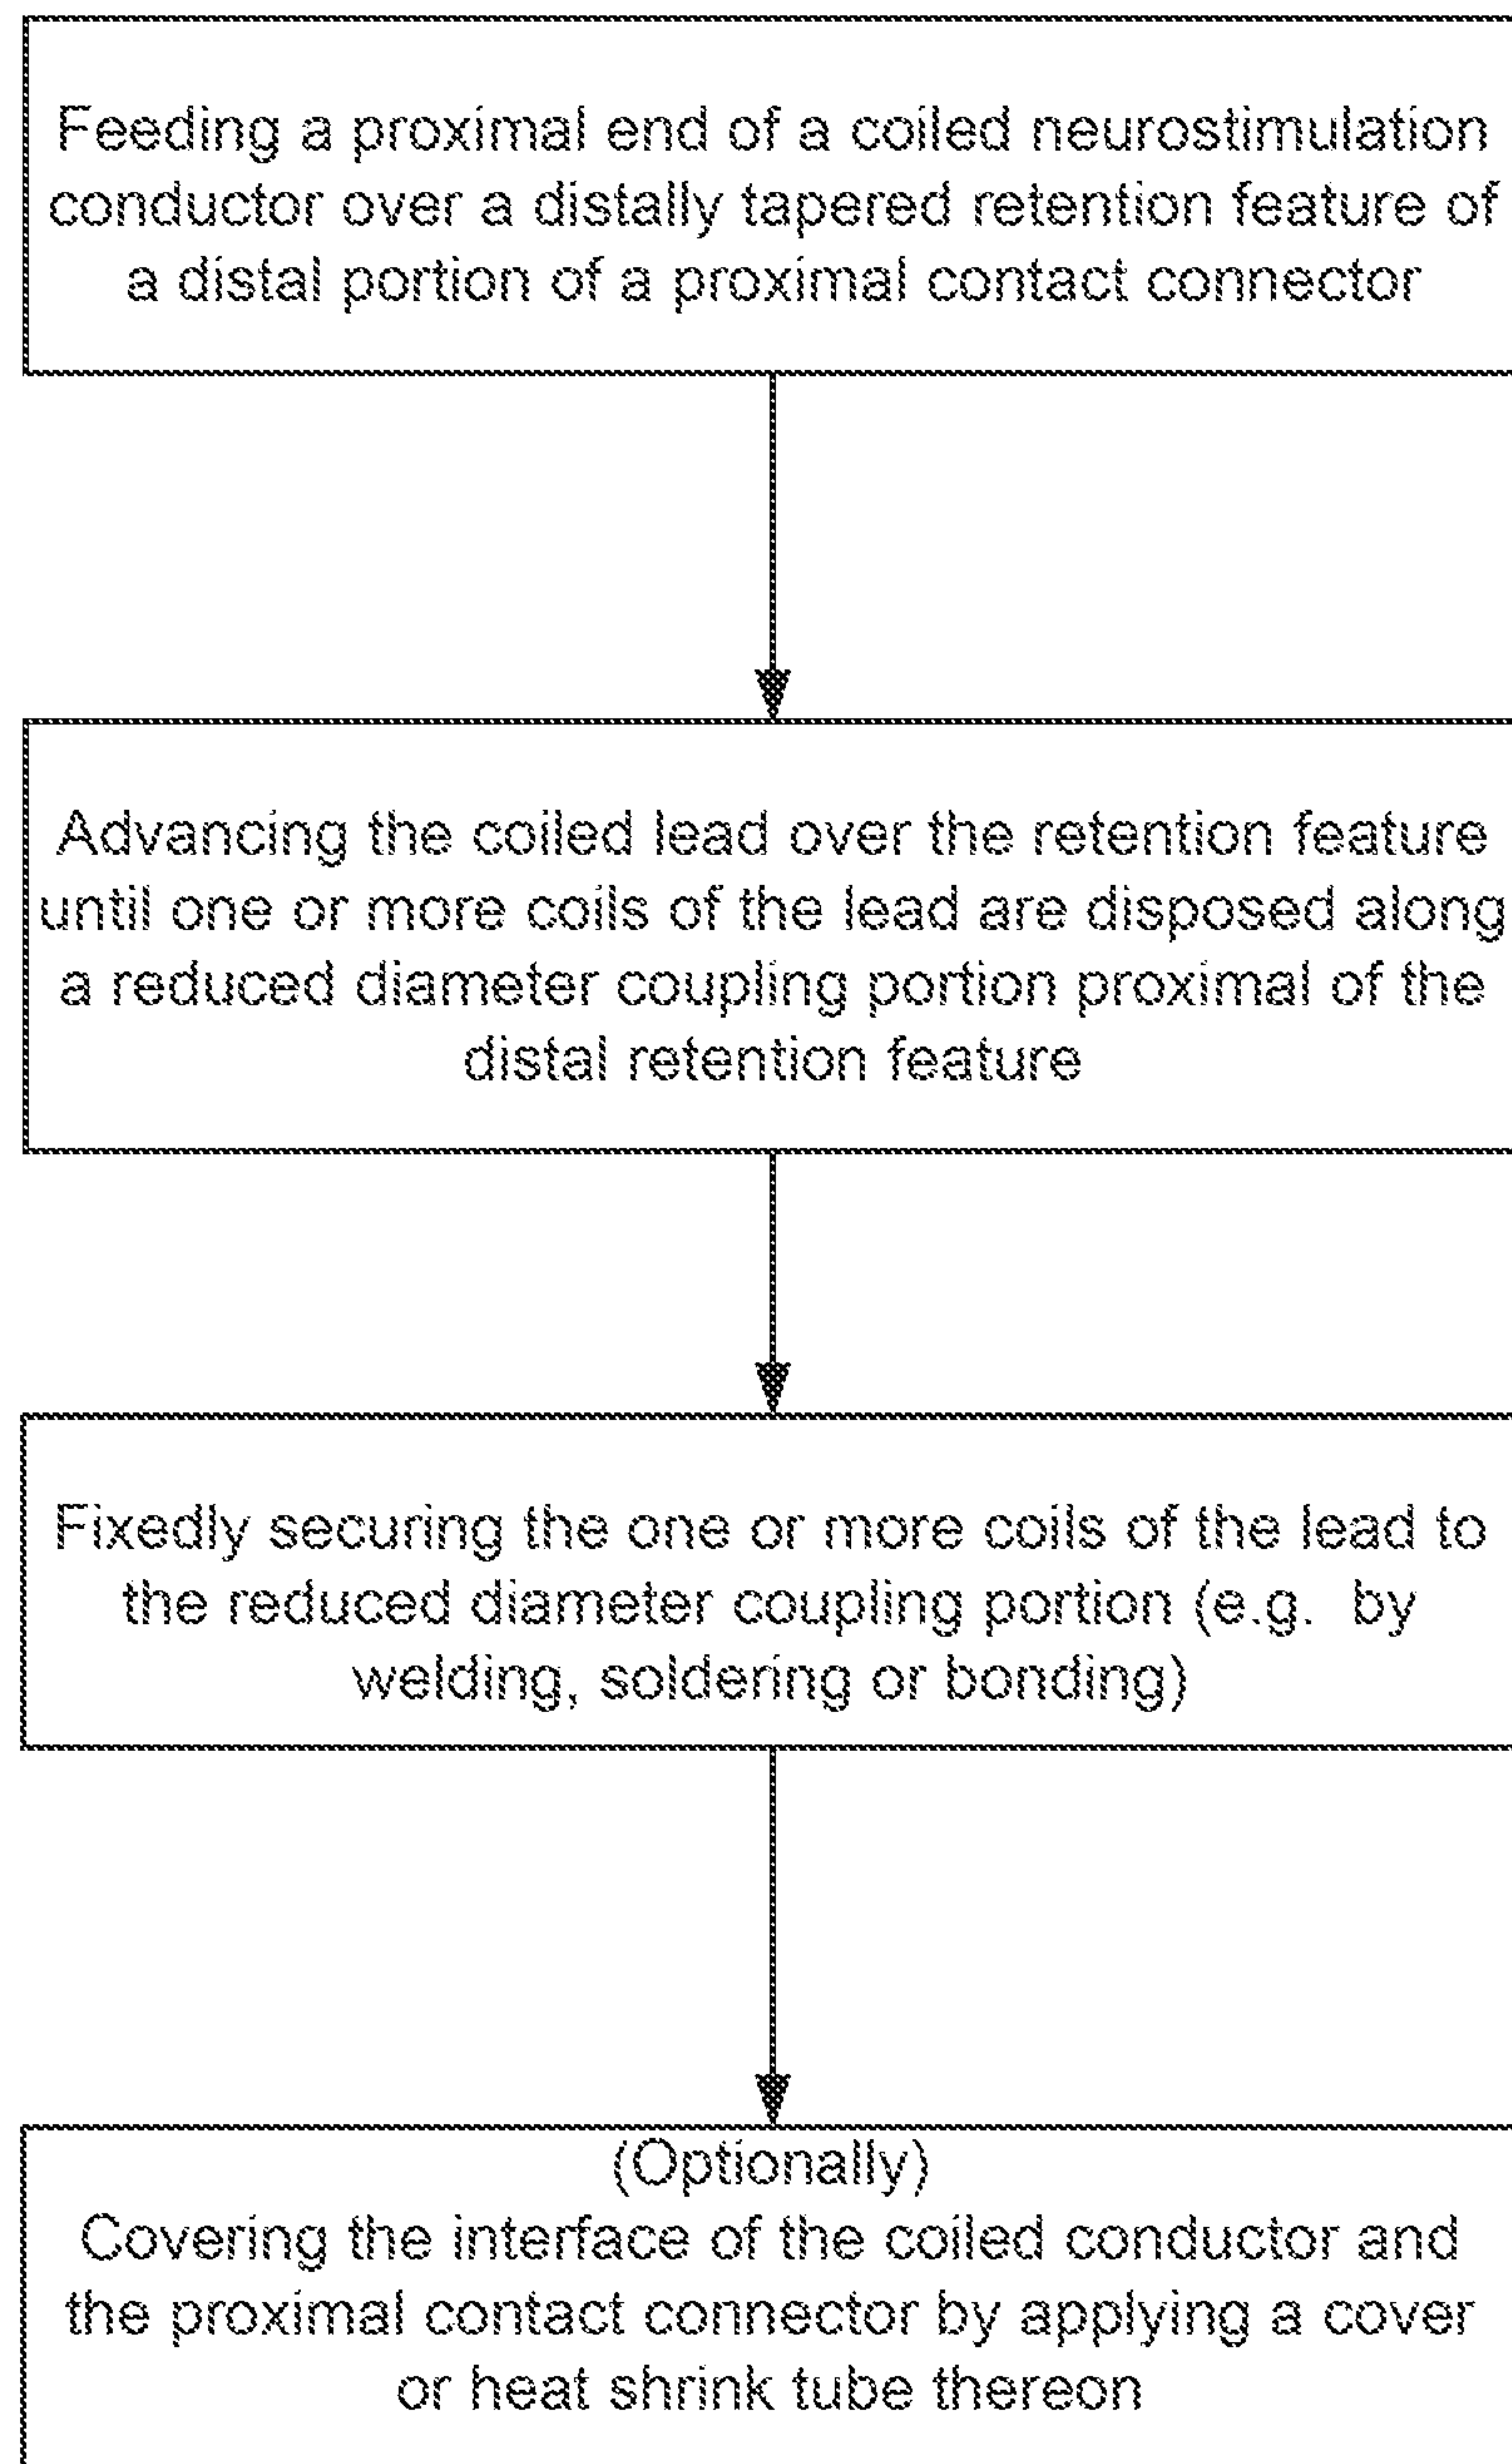 Feeding a proximal end of a coiled neurostimulation
conductor over a distally tapered retention feature of
a distal portion of a proximal contact connector
Advancing the coiled lead over the retention feature
until one or more coils of the lead are disposed along
a reduced diameter coupling portion proximal of the
distal retention feature
Fixedly securing the one or more coils of the lead to
the reduced diameter coupling portion (e.g. by
welding, soldering or bonding)
(Optionally)
Covering the interface of the coiled conductor and
the proximal contact connector by applying a cover
or heat shrink tube thereon